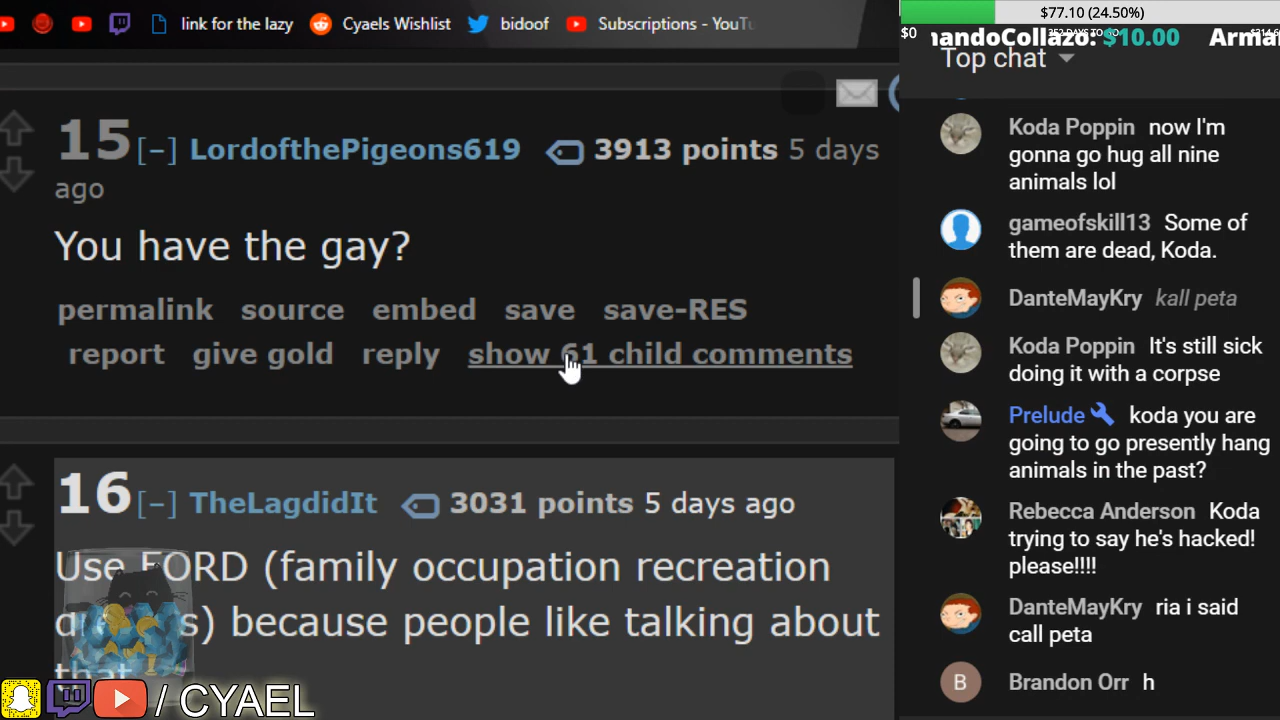 link for the lazy Cyaels Wishlist bidoof Subscriptions - YouTu
15 [–] LordofthePigeons619 3913 points 5 days
ago
You have the gay?
permalink source embed save save-RES
report give gold reply show 61 child comments
16 [–] TheLagdidIt 3031 points 5 days ago
Use FORD (family occupation recreation
s) because people like talking about
that
/ CYAEL
$77.10 (24.50%)
$0
nandoCollazo: $10.00 Arma
Top chat
Koda Poppin now I'm
gonna go hug all nine
animals lol
gameofskill13 Some of
them are dead, Koda.
DanteMayKry kall peta
Koda Poppin It's still sick
doing it with a corpse
Prelude koda you are
going to go presently hang
animals in the past?
Rebecca Anderson Koda
trying to say he's hacked!
please!!!!
DanteMayKry ria i said
call peta
B Brandon Orr h